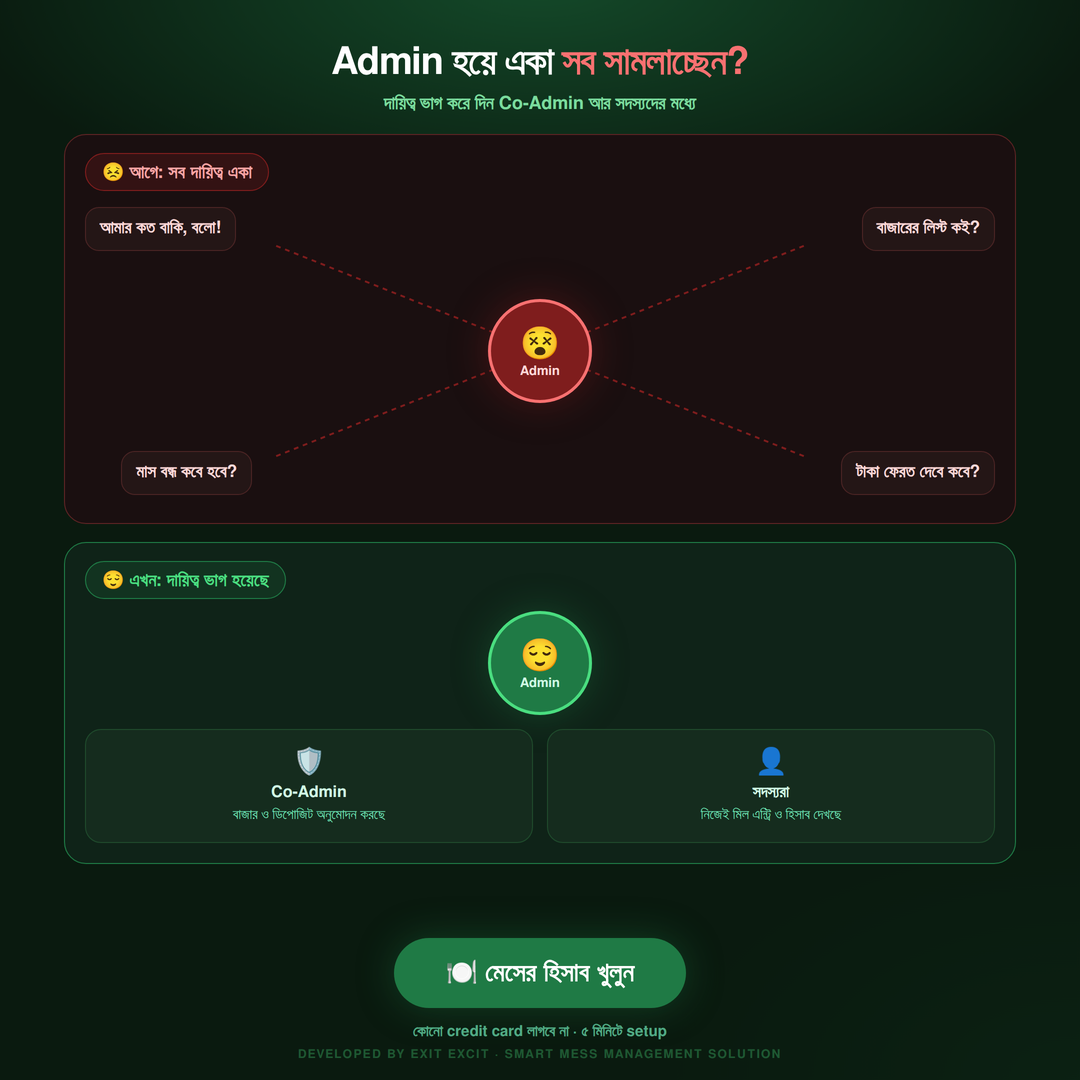 Admin হয়ে একা সব সামলাচ্ছেন?
দায়িত্ব ভাগ করে দিন Co-Admin আর সদস্যদের মধ্যে
😣 আগে: সব দায়িত্ব একা
আমার কত বাকি, বলো!
বাজারের লিস্ট কই?
Admin
মাস বন্ধ কবে হবে?
টাকা ফেরত দেবে কবে?
😌 এখন: দায়িত্ব ভাগ হয়েছে
Admin
Co-Admin
বাজার ও ডিপোজিট অনুমোদন করছে
সদস্যরা
নিজেই মিল এন্ট্রি ও হিসাব দেখছে
🍽️ মেসের হিসাব খুলুন
কোনো credit card লাগবে না · ৫ মিনিটে setup
DEVELOPED BY EXIT EXCIT · SMART MESS MANAGEMENT SOLUTION